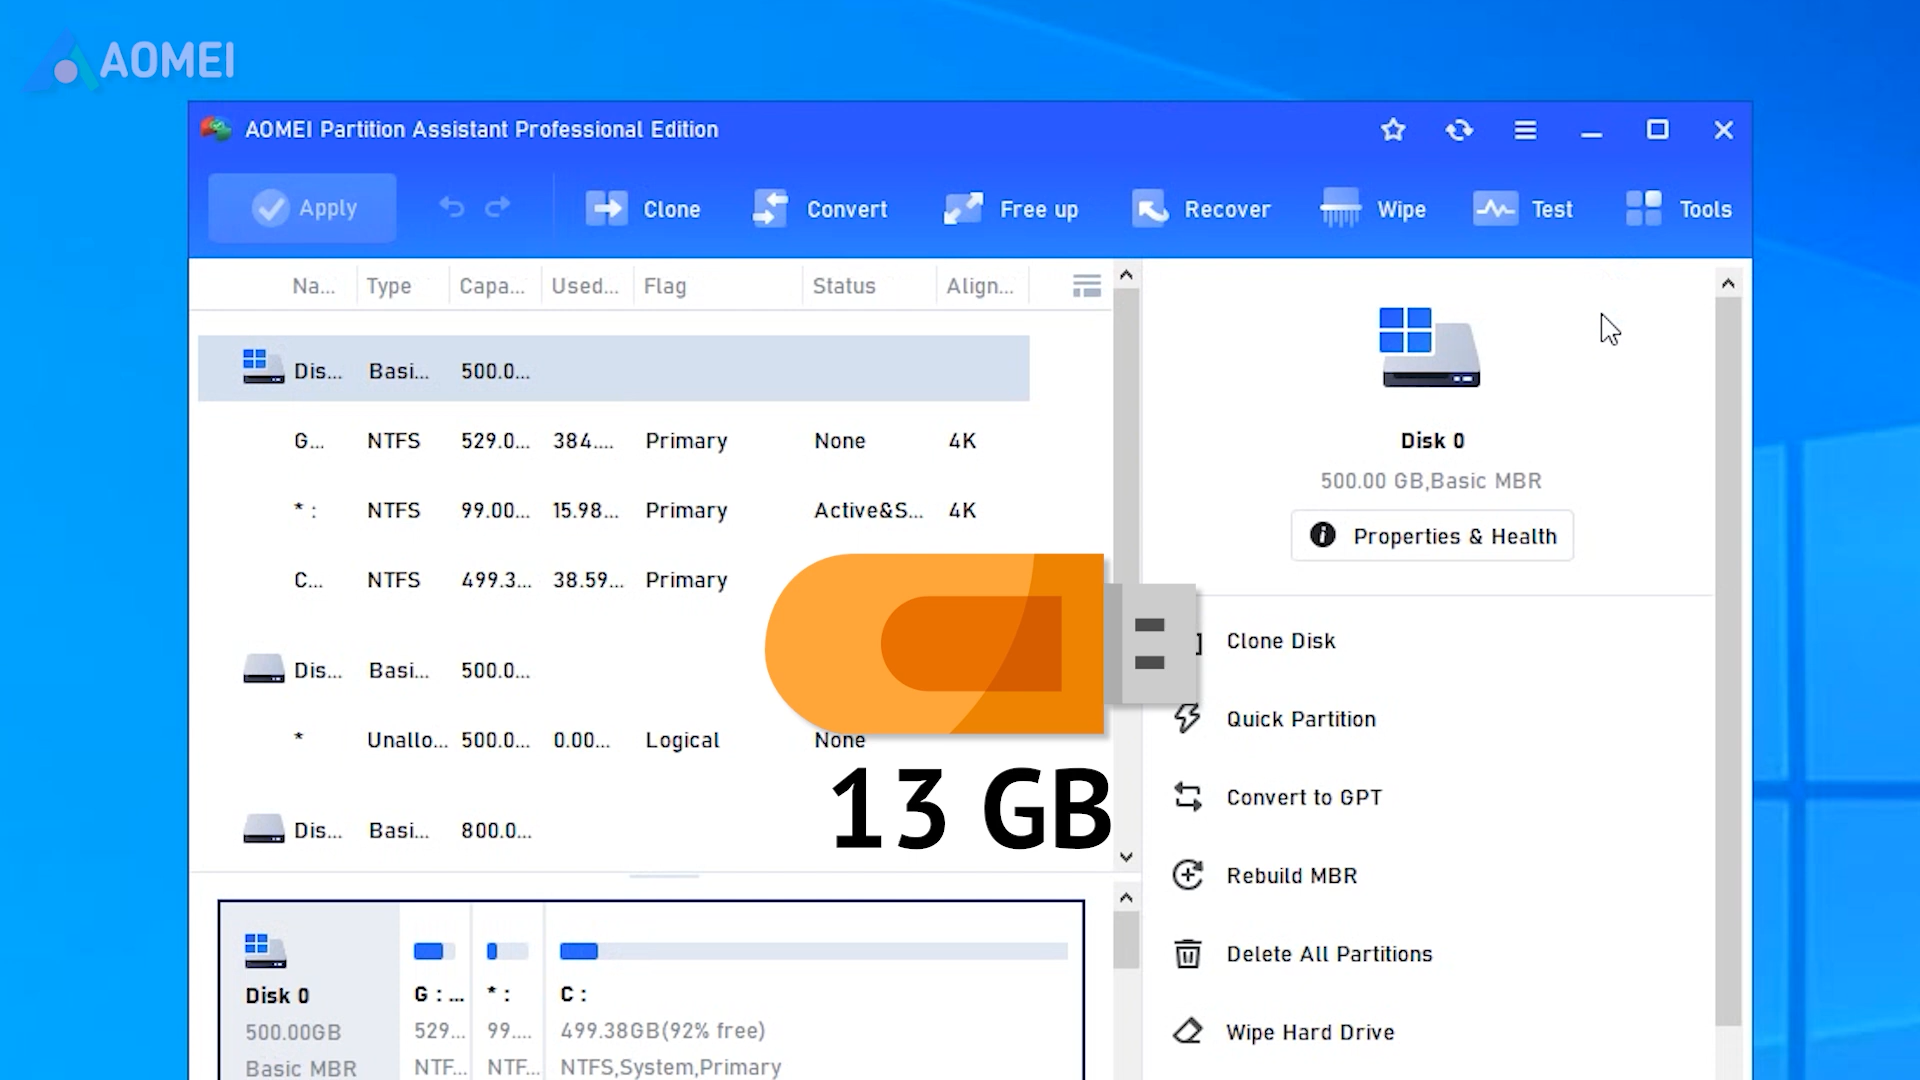 AOMEI
AOMEI Partition Assistant Professional Edition
Apply Clone Convert Free up Recover Wipe Test Tools
Na... Type Capa... Used... Flag Status Align...
Dis... Basi... 500.0...
G... NTFS 529.0... 384.... Primary None 4K
* : NTFS 99.00... 15.98... Primary Active&S... 4K
C... NTFS 499.3... 38.59... Primary
Dis... Basi... 500.0...
* Unallo... 500.0... 0.00... Logical None
Dis... Basi... 800.0...
13 GB
Disk 0
500.00GB
Basic MBR
G : ...
529...
NTF...
* :
99....
NTF...
C :
499.38GB(92% free)
NTFS,System,Primary
Disk 0
500.00 GB,Basic MBR
Properties & Health
Clone Disk
Quick Partition
Convert to GPT
Rebuild MBR
Delete All Partitions
Wipe Hard Drive